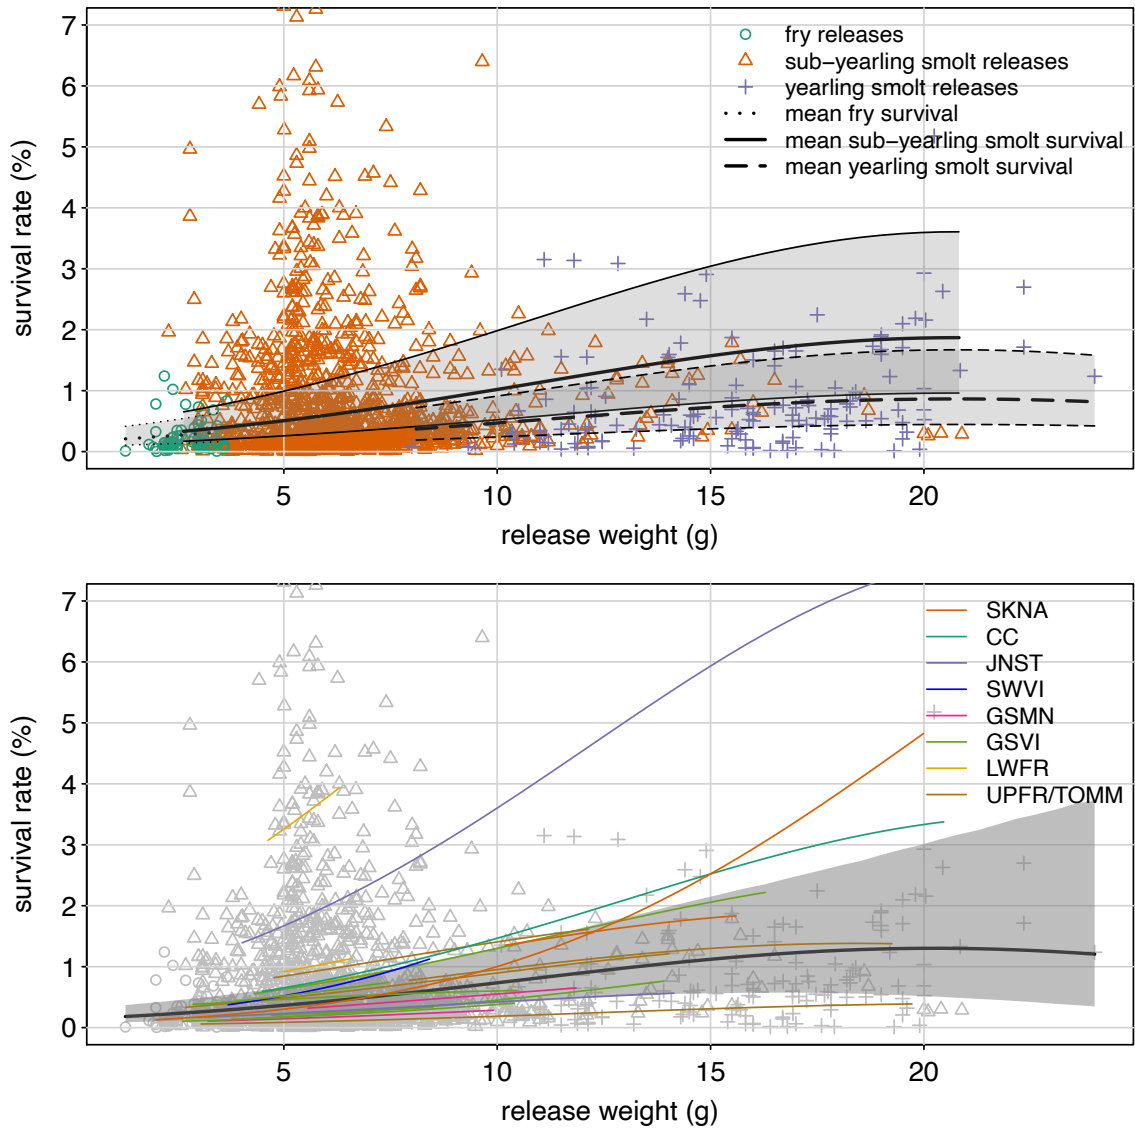 7
6
5
4
3
2
1
0
survival rate (%)
fry releases
sub−yearling smolt releases
yearling smolt releases
mean fry survival
mean sub−yearling smolt survival
mean yearling smolt survival
5 10 15 20
release weight (g)
7
6
5
4
3
2
1
0
survival rate (%)
SKNA
CC
JNST
SWVI
GSMN
GSVI
LWFR
UPFR/TOMM
5 10 15 20
release weight (g)